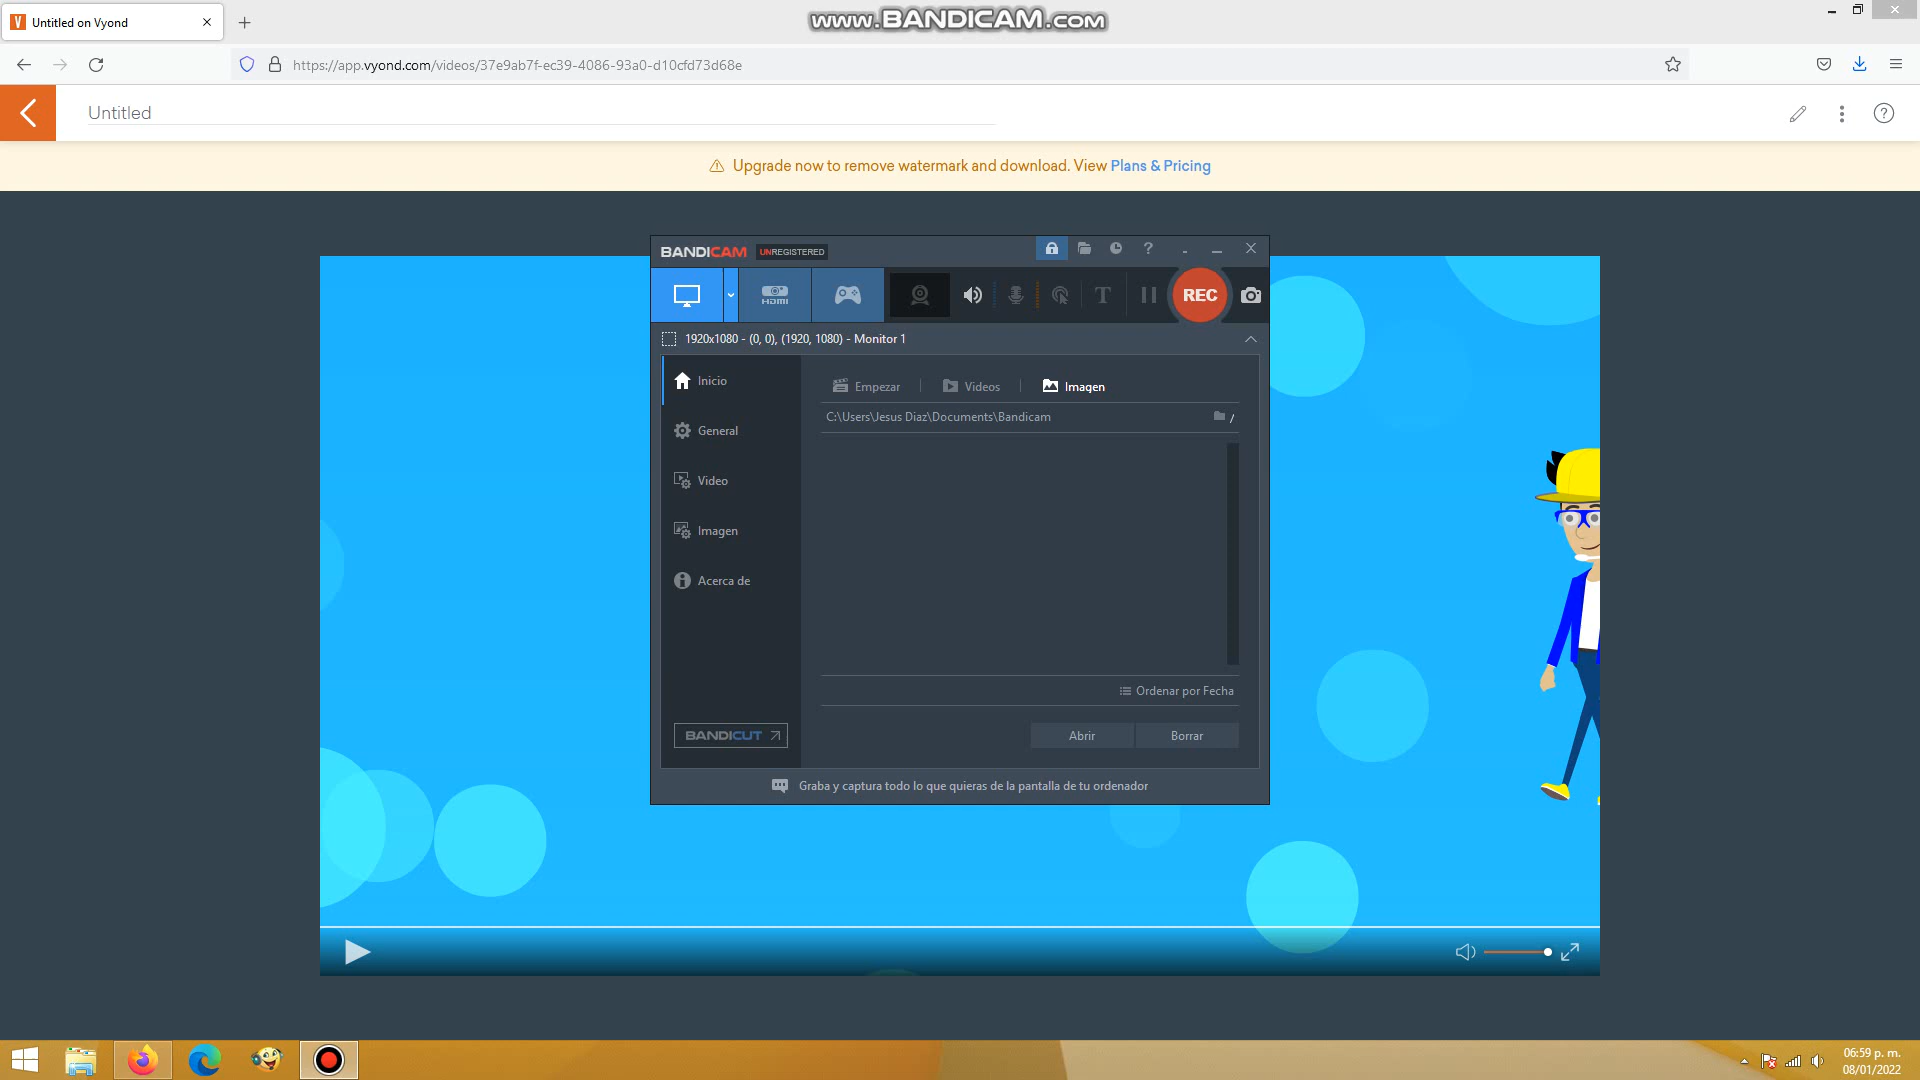 Untitled on Vyond
www.BANDICAM.com
https://app.vyond.com/videos/37e9ab7f-ec39-4086-93a0-d10cfd73d68e
Untitled
Upgrade now to remove watermark and download. View Plans & Pricing
BANDICAM UNREGISTERED
HDMI
REC
1920x1080 - (0, 0), (1920, 1080) - Monitor 1
Inicio
General
Video
Imagen
Acerca de
BANDICUT
Empezar
Videos
Imagen
C:\Users\Jesus Diaz\Documents\Bandicam
Ordenar por Fecha
Abrir
Borrar
Graba y captura todo lo que quieras de la pantalla de tu ordenador
06:59 p. m.
08/01/2022